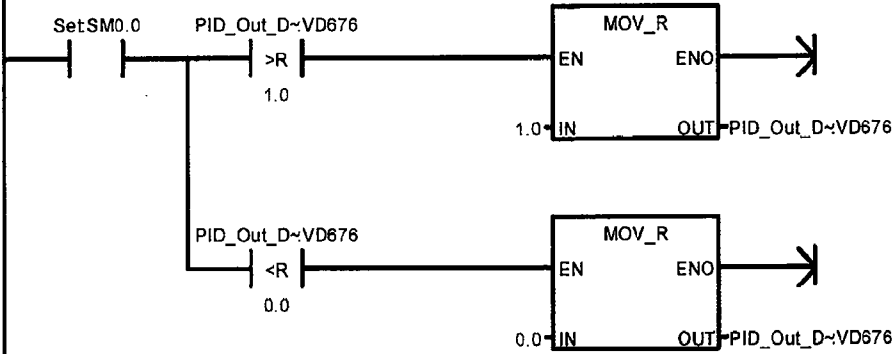 SetSM0.0 PID_Out_D~:VD676 MOV_R
>R EN ENO
1.0
1.0 IN OUT PID_Out_D~:VD676
PID_Out_D~:VD676 MOV_R
<R EN ENO
0.0
0.0 IN OUT PID_Out_D~:VD676